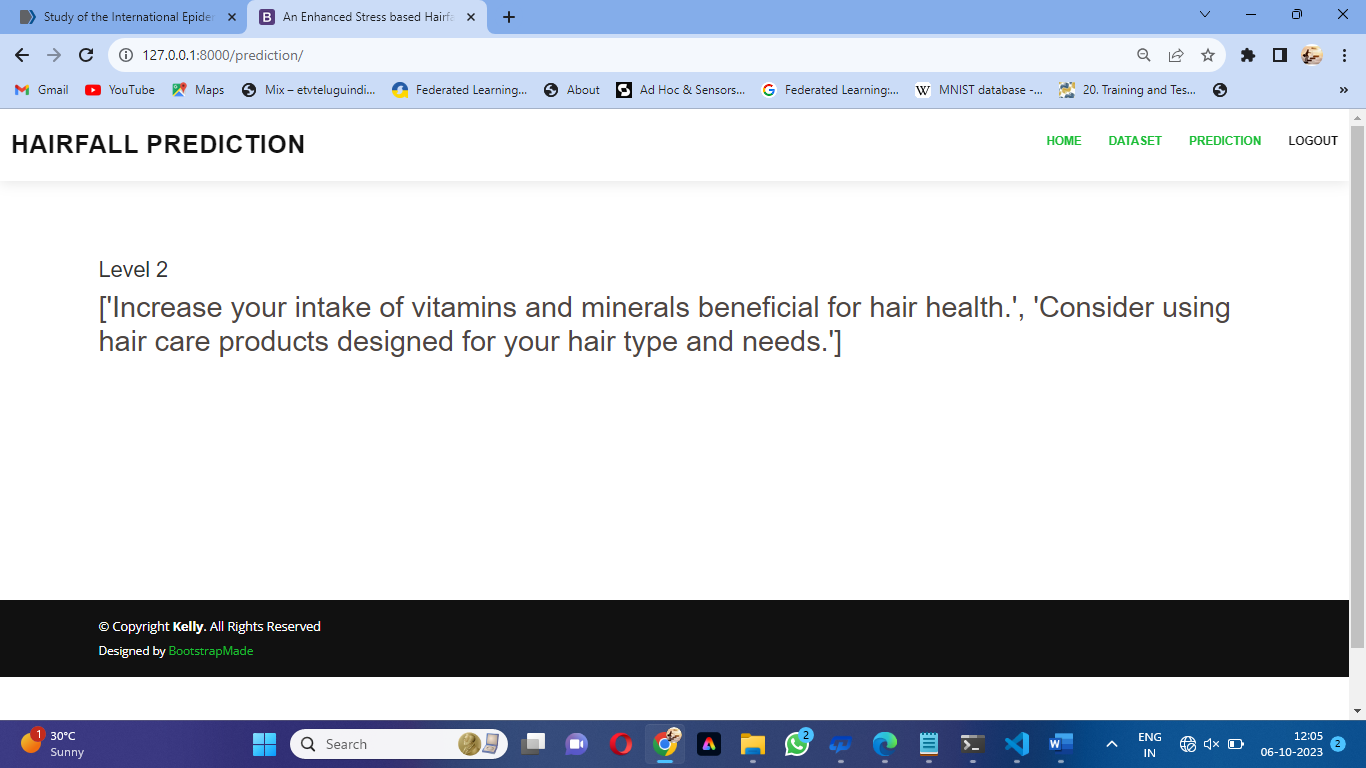 Study of the International Epider
An Enhanced Stress based Hairfa
127.0.0.1:8000/prediction/
Gmail
YouTube
Maps
Mix – etvteluguindi...
Federated Learning...
About
Ad Hoc & Sensors...
Federated Learning:...
W
MNIST database -...
20. Training and Tes...
»
HAIRFALL PREDICTION
HOME
DATASET
PREDICTION
LOGOUT
Level 2
['Increase your intake of vitamins and minerals beneficial for hair health.', 'Consider using
hair care products designed for your hair type and needs.']
© Copyright Kelly. All Rights Reserved
Designed by BootstrapMade
1
30°C
Sunny
Search
2
ENG
IN
12:05
06-10-2023
2